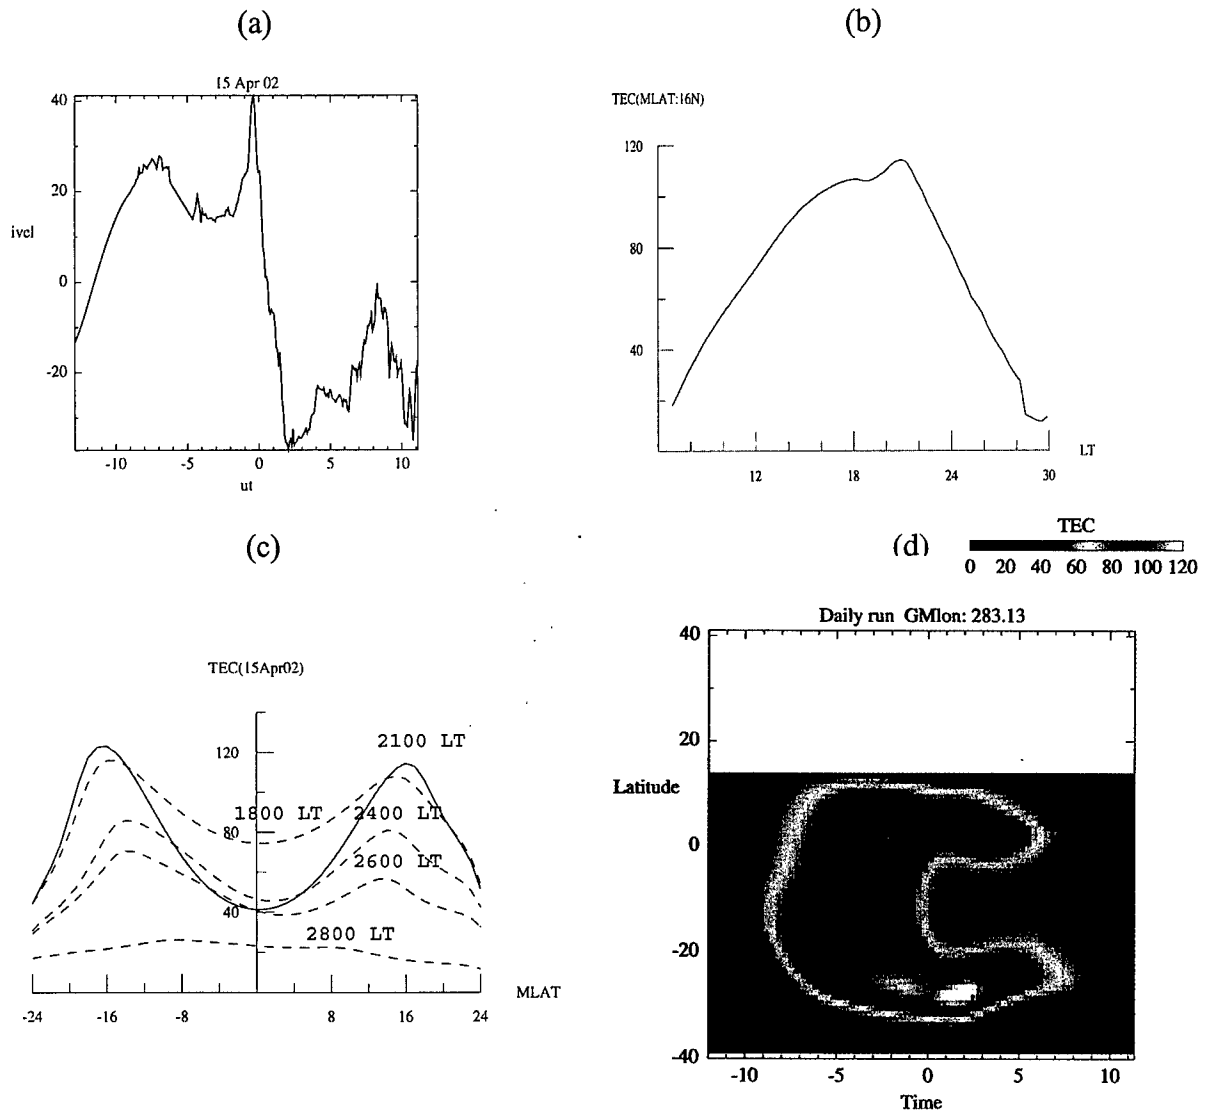 (a)
15 Apr 02
40
20
0
-20
ivel
-10 -5 0 5 10
ut
(b)
TEC(MLAT:16N)
120
80
40
LT
12 18 24 30
(c)
TEC(15Apr02)
2100 LT
120
1800 LT
2400 LT
80
2600 LT
40
2800 LT
MLAT
-24 -16 -8 8 16 24
(d)
TEC
0 20 40 60 80 100 120
Daily run GMlon: 283.13
40
20
Latitude
0
-20
-40
-10 -5 0 5 10
Time